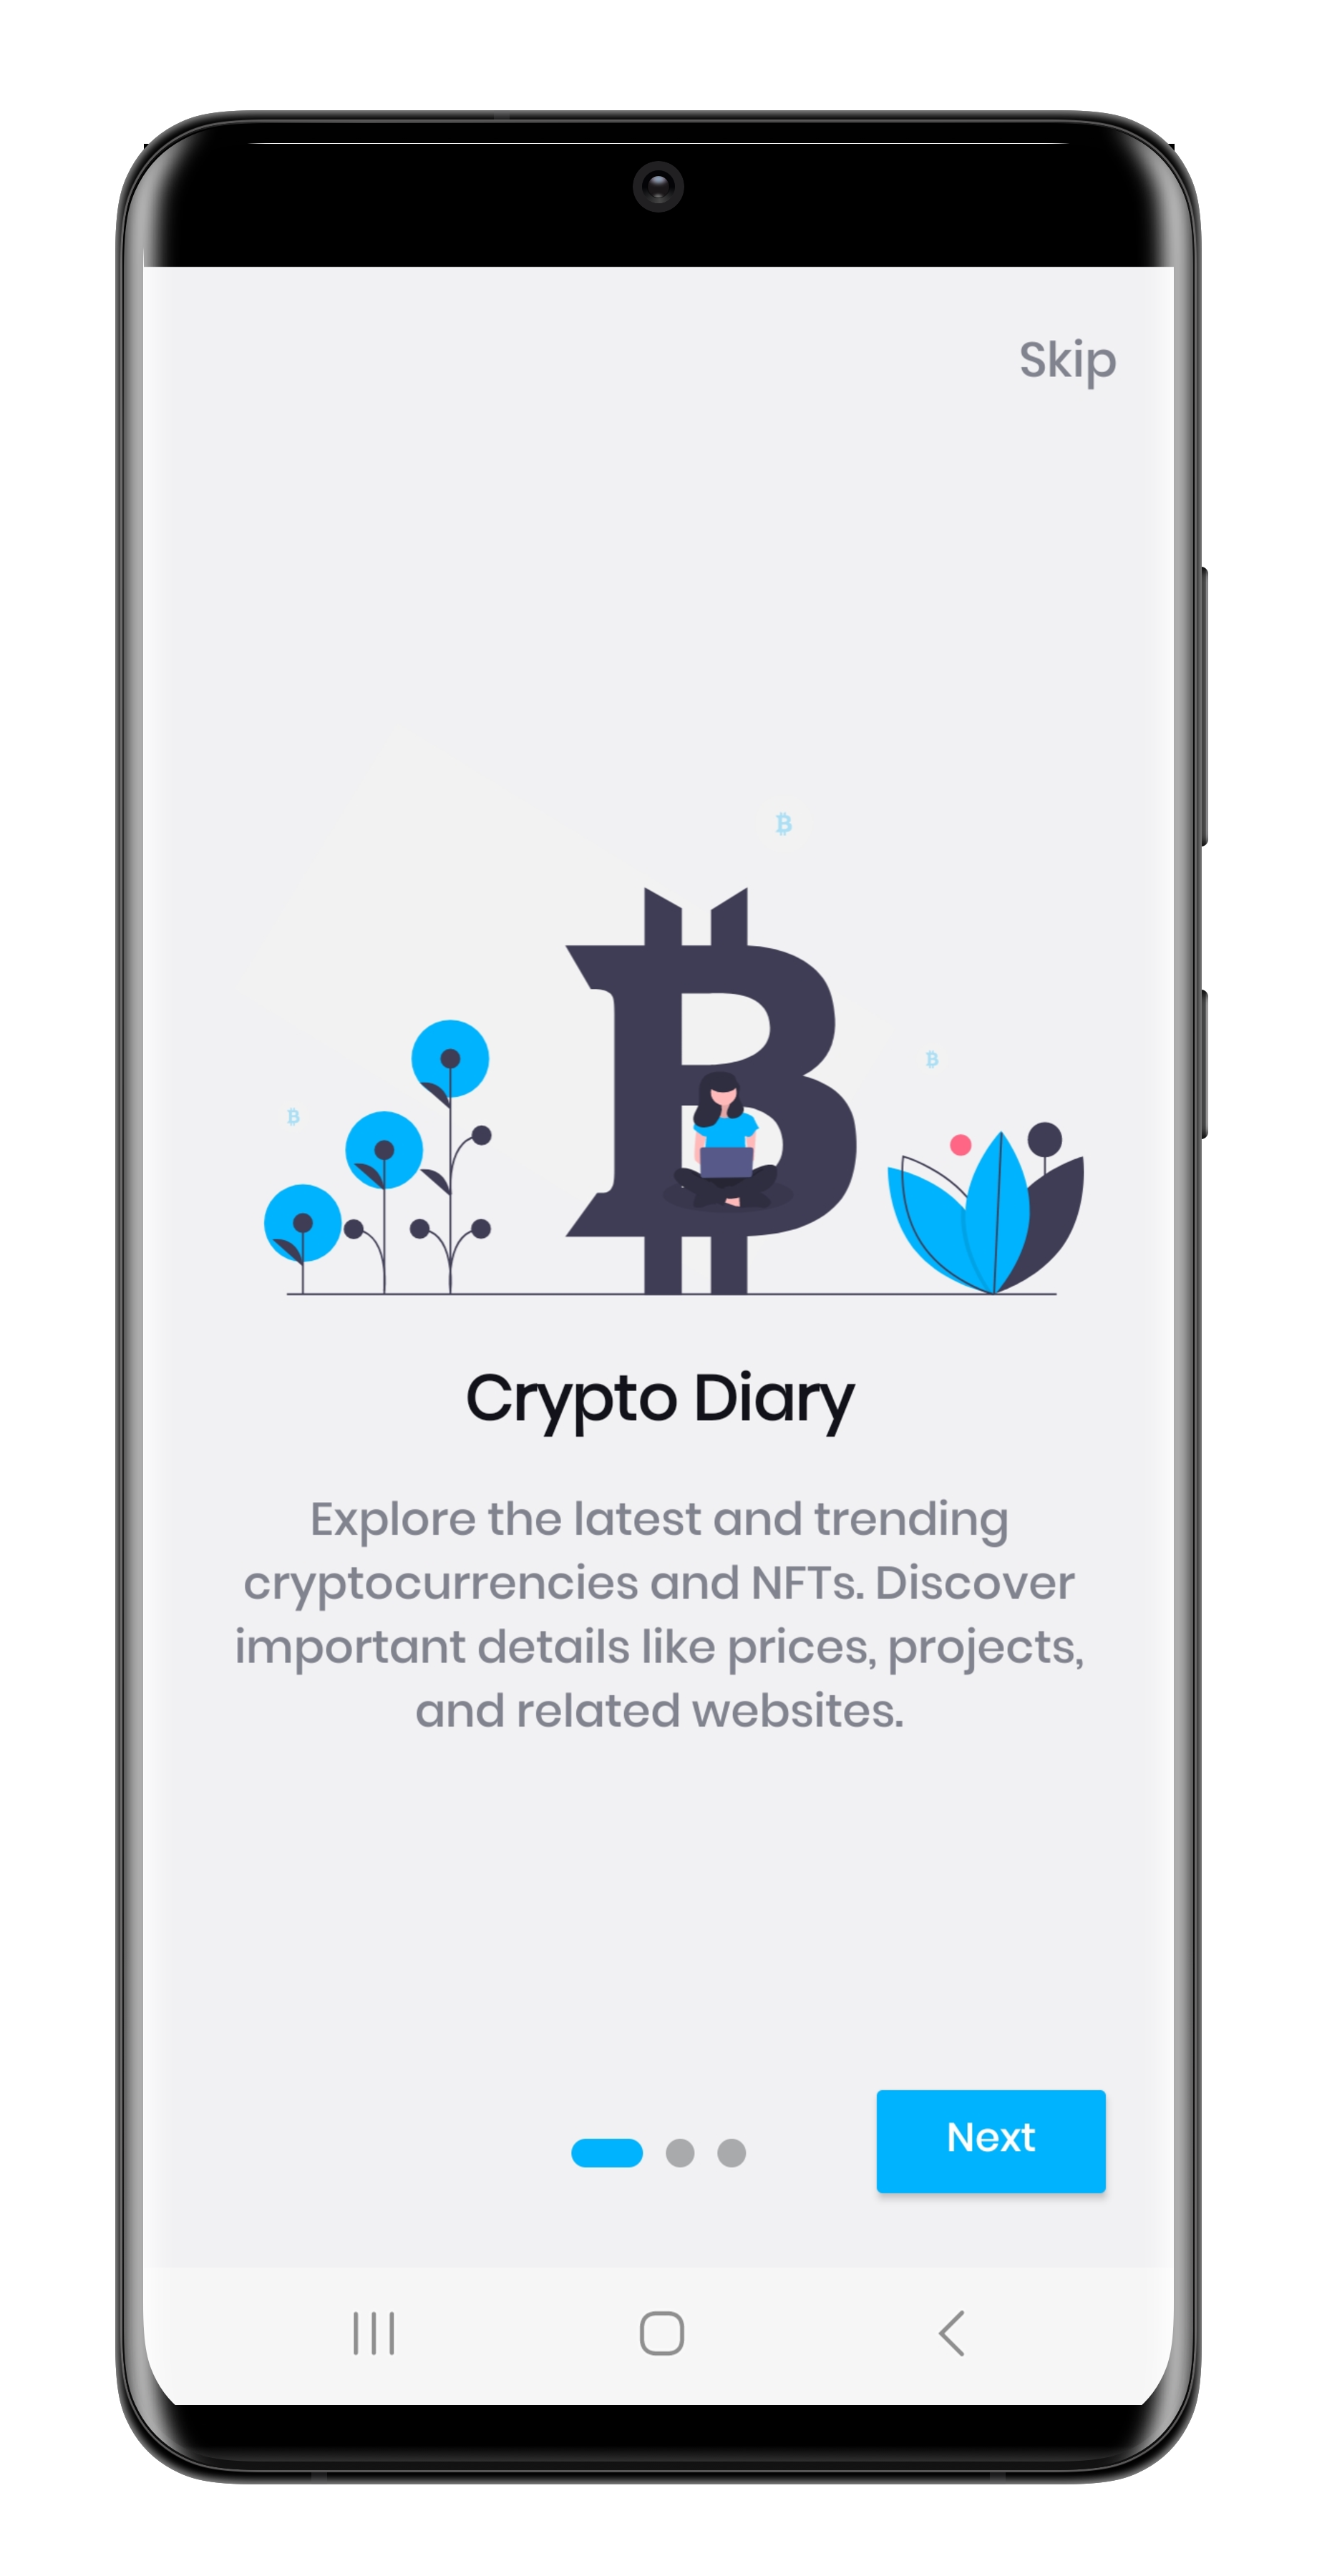 Skip
Crypto Diary
Explore the latest and trending
cryptocurrencies and NFTs. Discover
important details like prices, projects,
and related websites.
Next